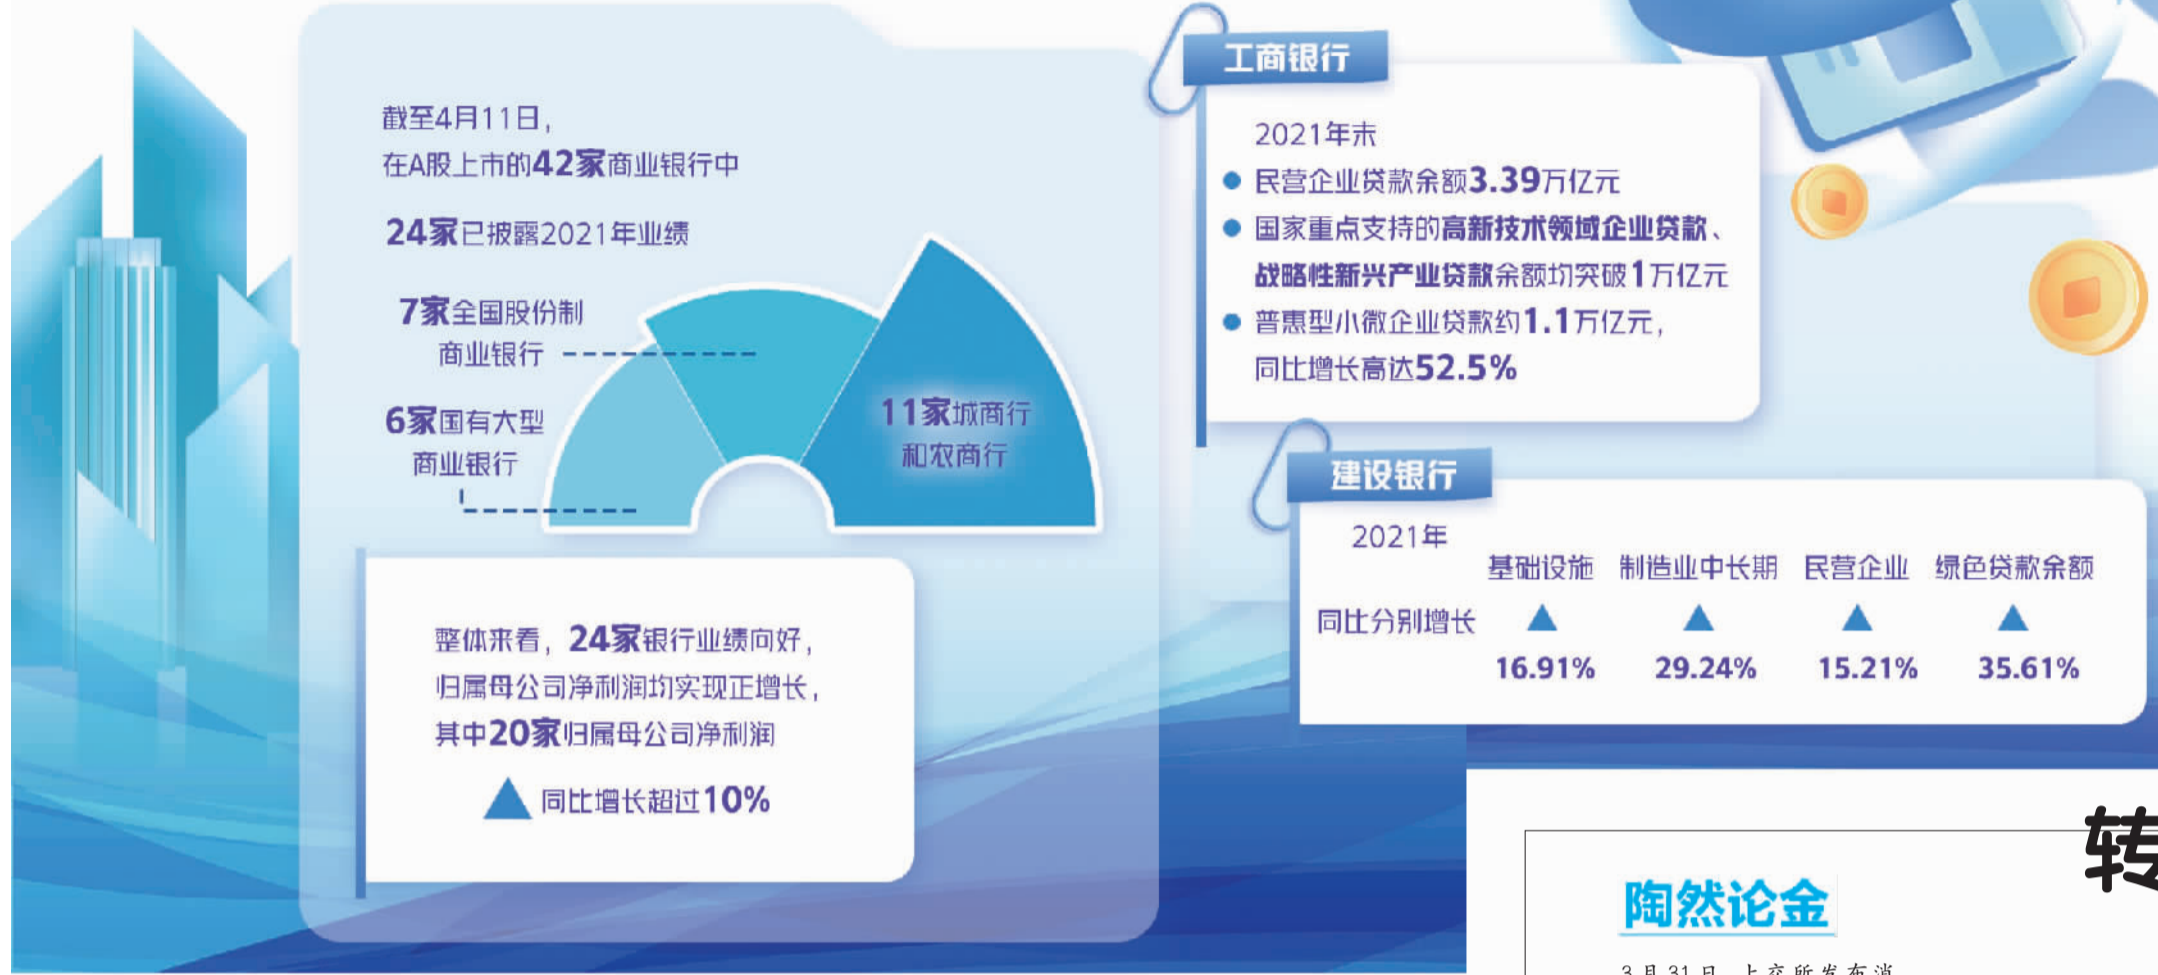 截至4月11日，
在A股上市的42家商业银行中
24家已披露2021年业绩
7家全国股份制
商业银行
6家国有大型
商业银行
11家城商行
和农商行
整体来看，24家银行业绩向好，
归属母公司净利润均实现正增长，
其中20家归属母公司净利润
同比增长超过10%
工商银行
2021年末
民营企业贷款余额3.39万亿元
国家重点支持的高新技术领域企业贷款、
战略性新兴产业贷款余额均突破1万亿元
普惠型小微企业贷款约1.1万亿元，
同比增长高达52.5%
建设银行
2021年
基础设施 制造业中长期 民营企业 绿色贷款余额
同比分别增长
16.91% 29.24% 15.21% 35.61%
转
陶然论金
3月31日，上交所发布消